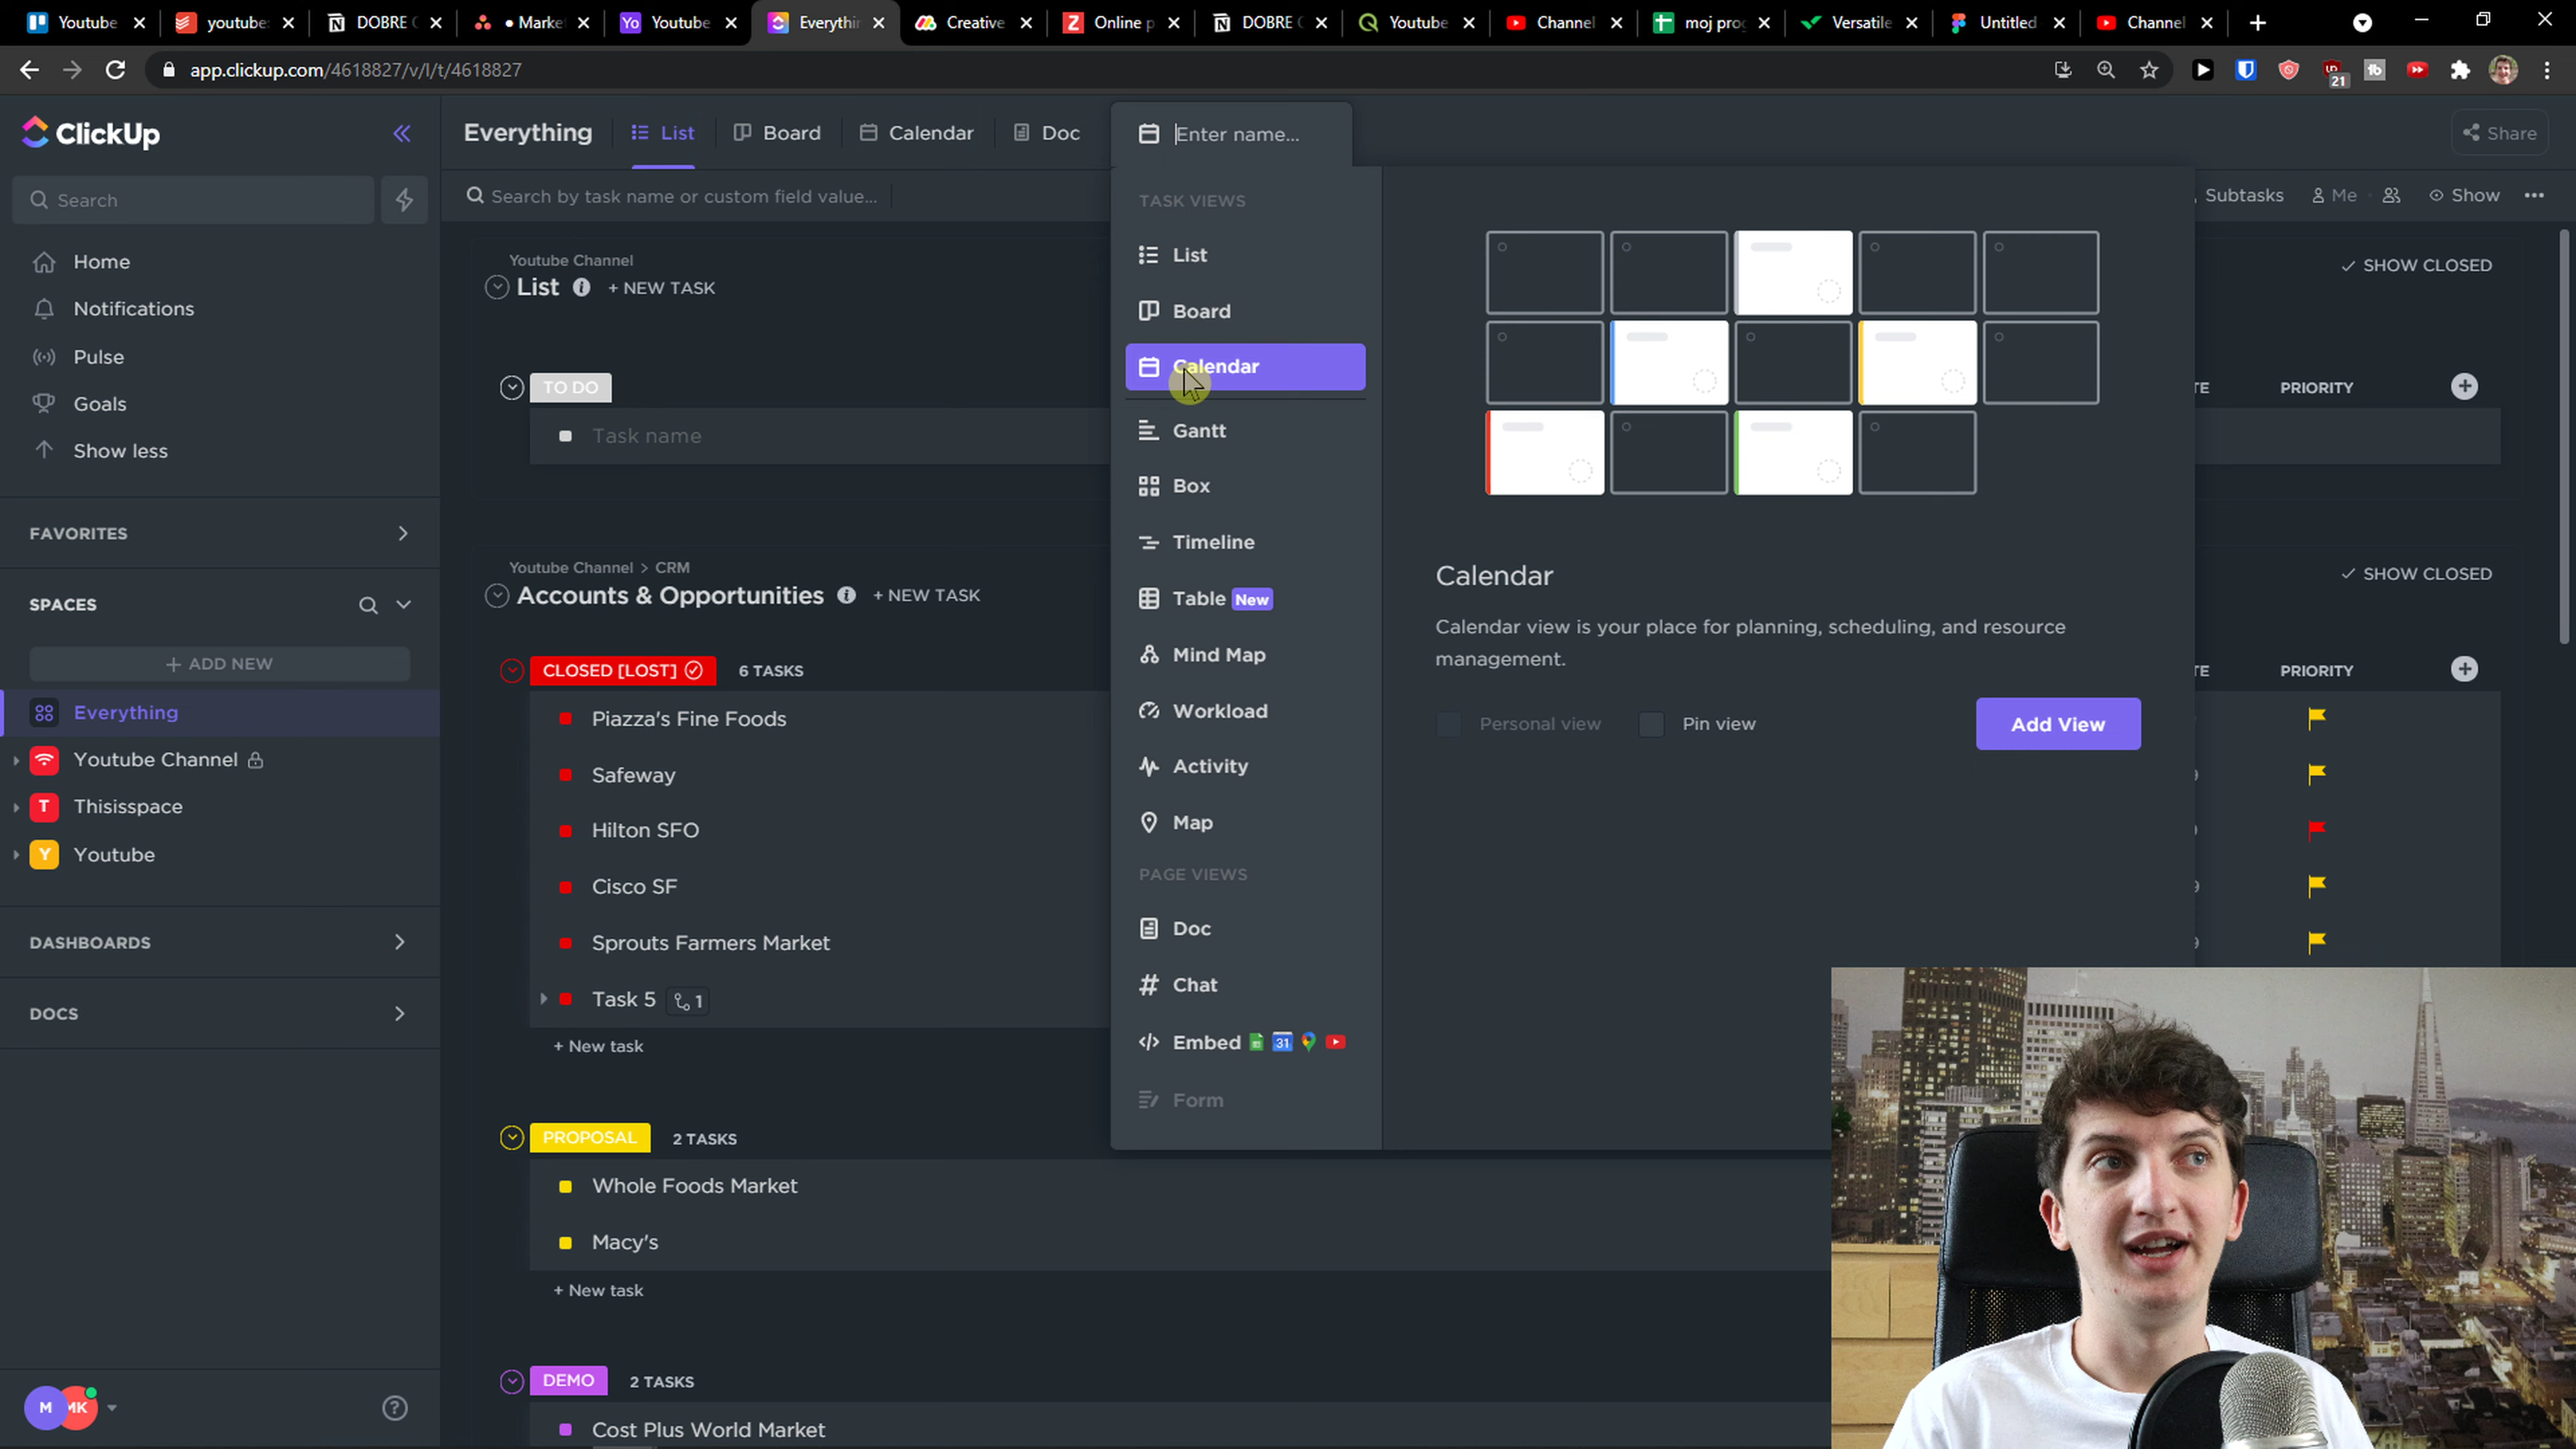 Youtube
youtube
DOBRE
Marke
Youtube
Everythin
Creative
Online p
DOBRE
Youtube
Channel
moj pro
Versatile
Untitled
Channel
app.clickup.com/4618827/v/l/t/4618827
21
ClickUp
Everything
List
Board
Calendar
Doc
Enter name...
Share
Search
Search by task name or custom field value...
Subtasks
Me
Show
Home
Notifications
Pulse
Goals
Show less
FAVORITES
SPACES
+ ADD NEW
Everything
Youtube Channel
T Thisisspace
Y Youtube
DASHBOARDS
DOCS
M MK
Youtube Channel
List + NEW TASK
SHOW CLOSED
TO DO
TE PRIORITY
Task name
Youtube Channel > CRM
Accounts & Opportunities + NEW TASK
SHOW CLOSED
CLOSED [LOST] 6 TASKS
TE PRIORITY
Piazza's Fine Foods
Safeway
Hilton SFO
Cisco SF
Sprouts Farmers Market
Task 5 1
+ New task
PROPOSAL 2 TASKS
Whole Foods Market
Macy's
+ New task
DEMO 2 TASKS
Cost Plus World Market
TASK VIEWS
List
Board
Calendar
Gantt
Box
Timeline
Table New
Mind Map
Workload
Activity
Map
PAGE VIEWS
Doc
Chat
Embed 31
Form
Calendar
Calendar view is your place for planning, scheduling, and resource
management.
Personal view
Pin view
Add View